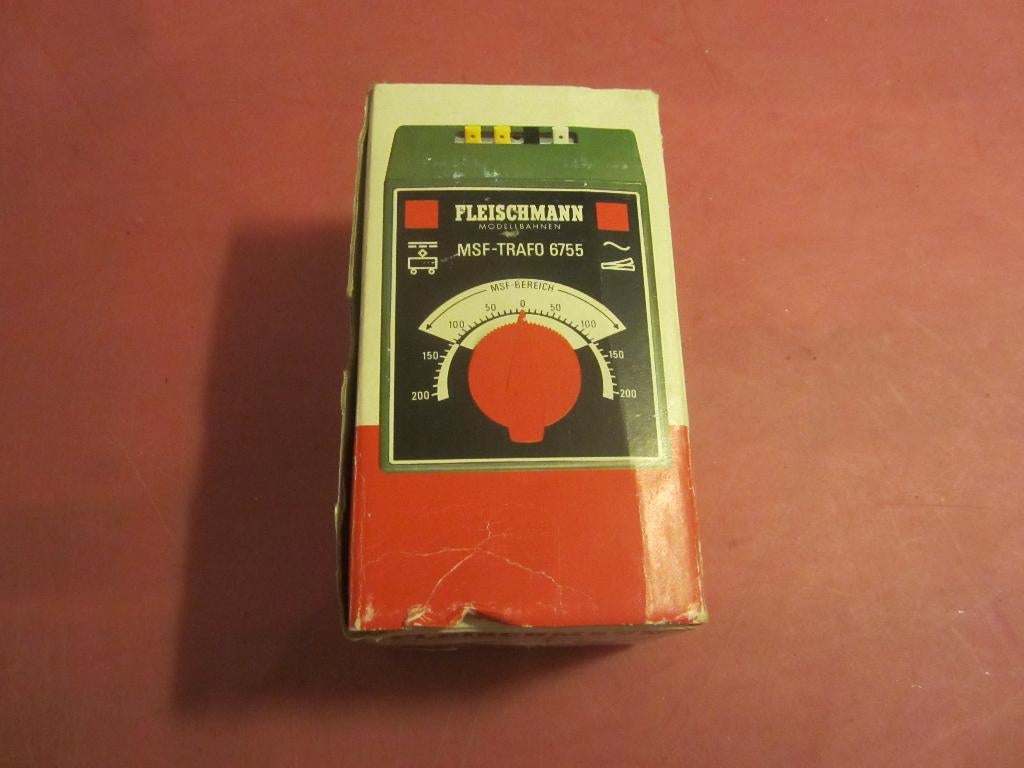 FLEISCHMANN
MODELLBAHNEN
MSF-TRAFO 6755
MSF-BEREICH
50 0 50
100 100
150 150
200 200